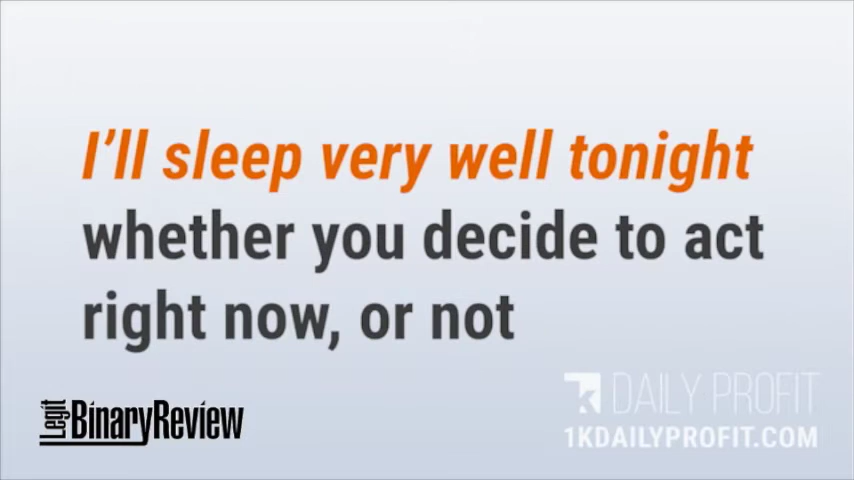 I'll sleep very well tonight
whether you decide to act
right now, or not
Legit BinaryReview
1k DAILY PROFIT
1KDAILYPROFIT.COM